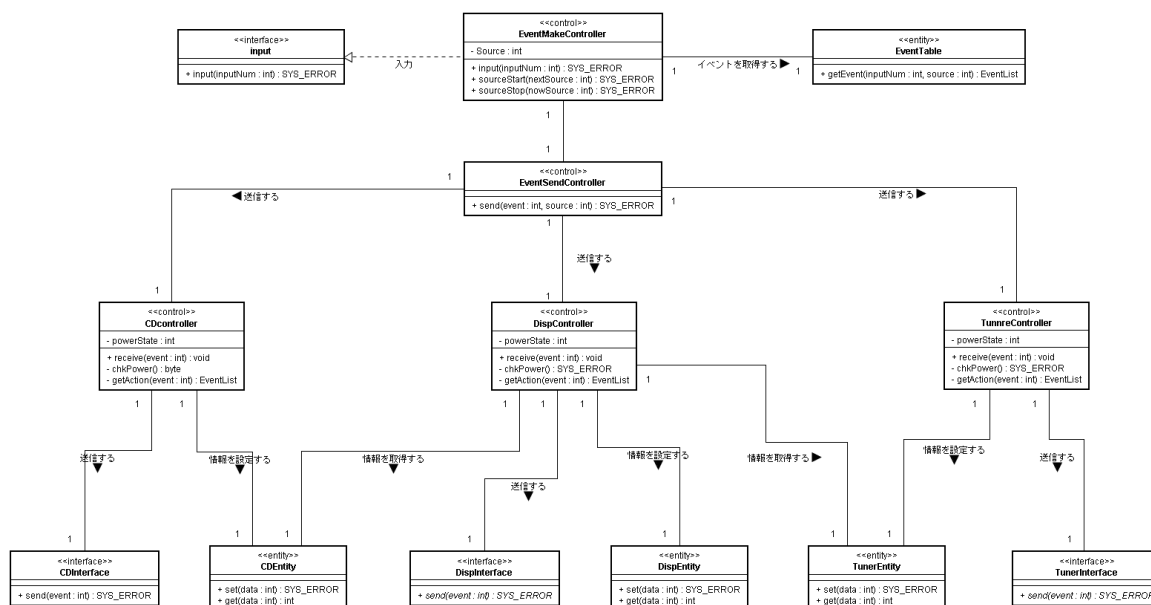 <<interface>>
input
+ input(inputNum : int) : SYS_ERROR
入力
<<control>>
EventMakeController
- Source : int
+ input(inputNum : int) : SYS_ERROR
+ sourceStart(nextSource : int) : SYS_ERROR
+ sourceStop(nowSource : int) : SYS_ERROR
1
イベントを取得する ▶
1
<<entity>>
EventTable
+ getEvent(inputNum : int, source : int) : EventList
1
1
<<control>>
EventSendController
+ send(event : int, source : int) : SYS_ERROR
1
◀ 送信する
1
1
送信する
▼
1
1
送信する ▶
1
<<control>>
CDcontroller
- powerState : int
+ receive(event : int) : void
- chkPower() : byte
- getAction(event : int) : EventList
<<control>>
DispController
- powerState : int
+ receive(event : int) : void
- chkPower() : SYS_ERROR
- getAction(event : int) : EventList
<<control>>
TunnreController
- powerState : int
+ receive(event : int) : void
- chkPower() : SYS_ERROR
- getAction(event : int) : EventList
1
送信する
▼
1
1
情報を設定する
▼
1
1
情報を取得する
▼
1
1
送信する
▼
1
1
情報を設定する
▼
1
1
情報を取得する ▶
1
1
情報を設定する
▼
1
1
送信する
▼
1
<<interface>>
CDInterface
+ send(event : int) : SYS_ERROR
<<entity>>
CDEntity
+ set(data : int) : SYS_ERROR
+ get(data : int) : int
<<interface>>
DispInterface
+ send(event : int) : SYS_ERROR
<<entity>>
DispEntity
+ set(data : int) : SYS_ERROR
+ get(data : int) : int
<<entity>>
TunerEntity
+ set(data : int) : SYS_ERROR
+ get(data : int) : int
<<interface>>
TunerInterface
+ send(event : int) : SYS_ERROR